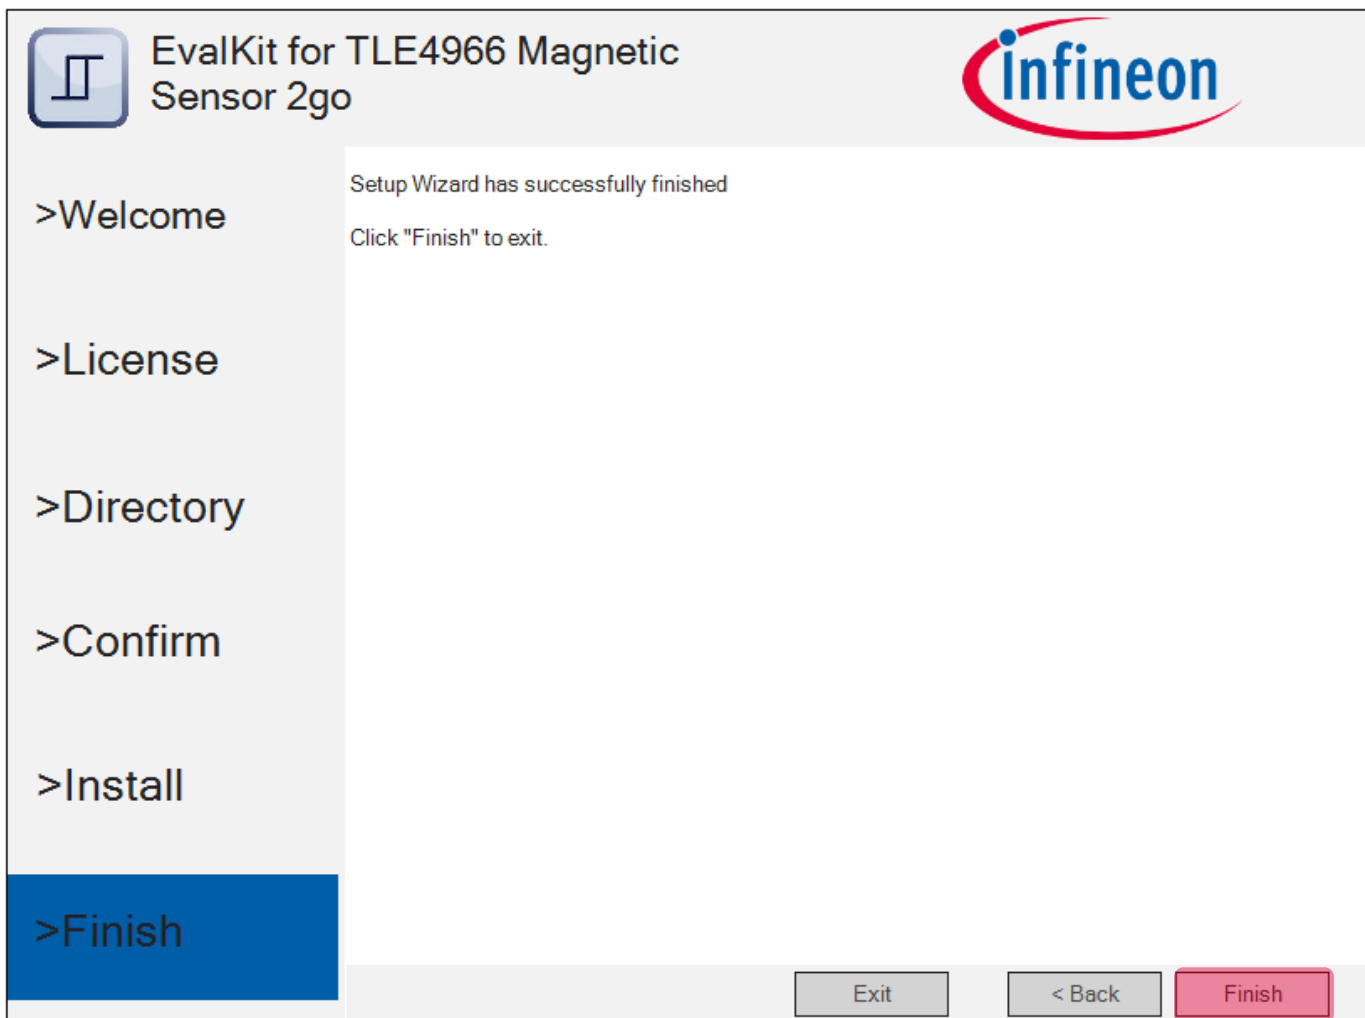 EvalKit for TLE4966 Magnetic
Sensor 2go
infineon
>Welcome
>License
>Directory
>Confirm
>Install
>Finish
Setup Wizard has successfully finished
Click "Finish" to exit.
Exit
< Back
Finish